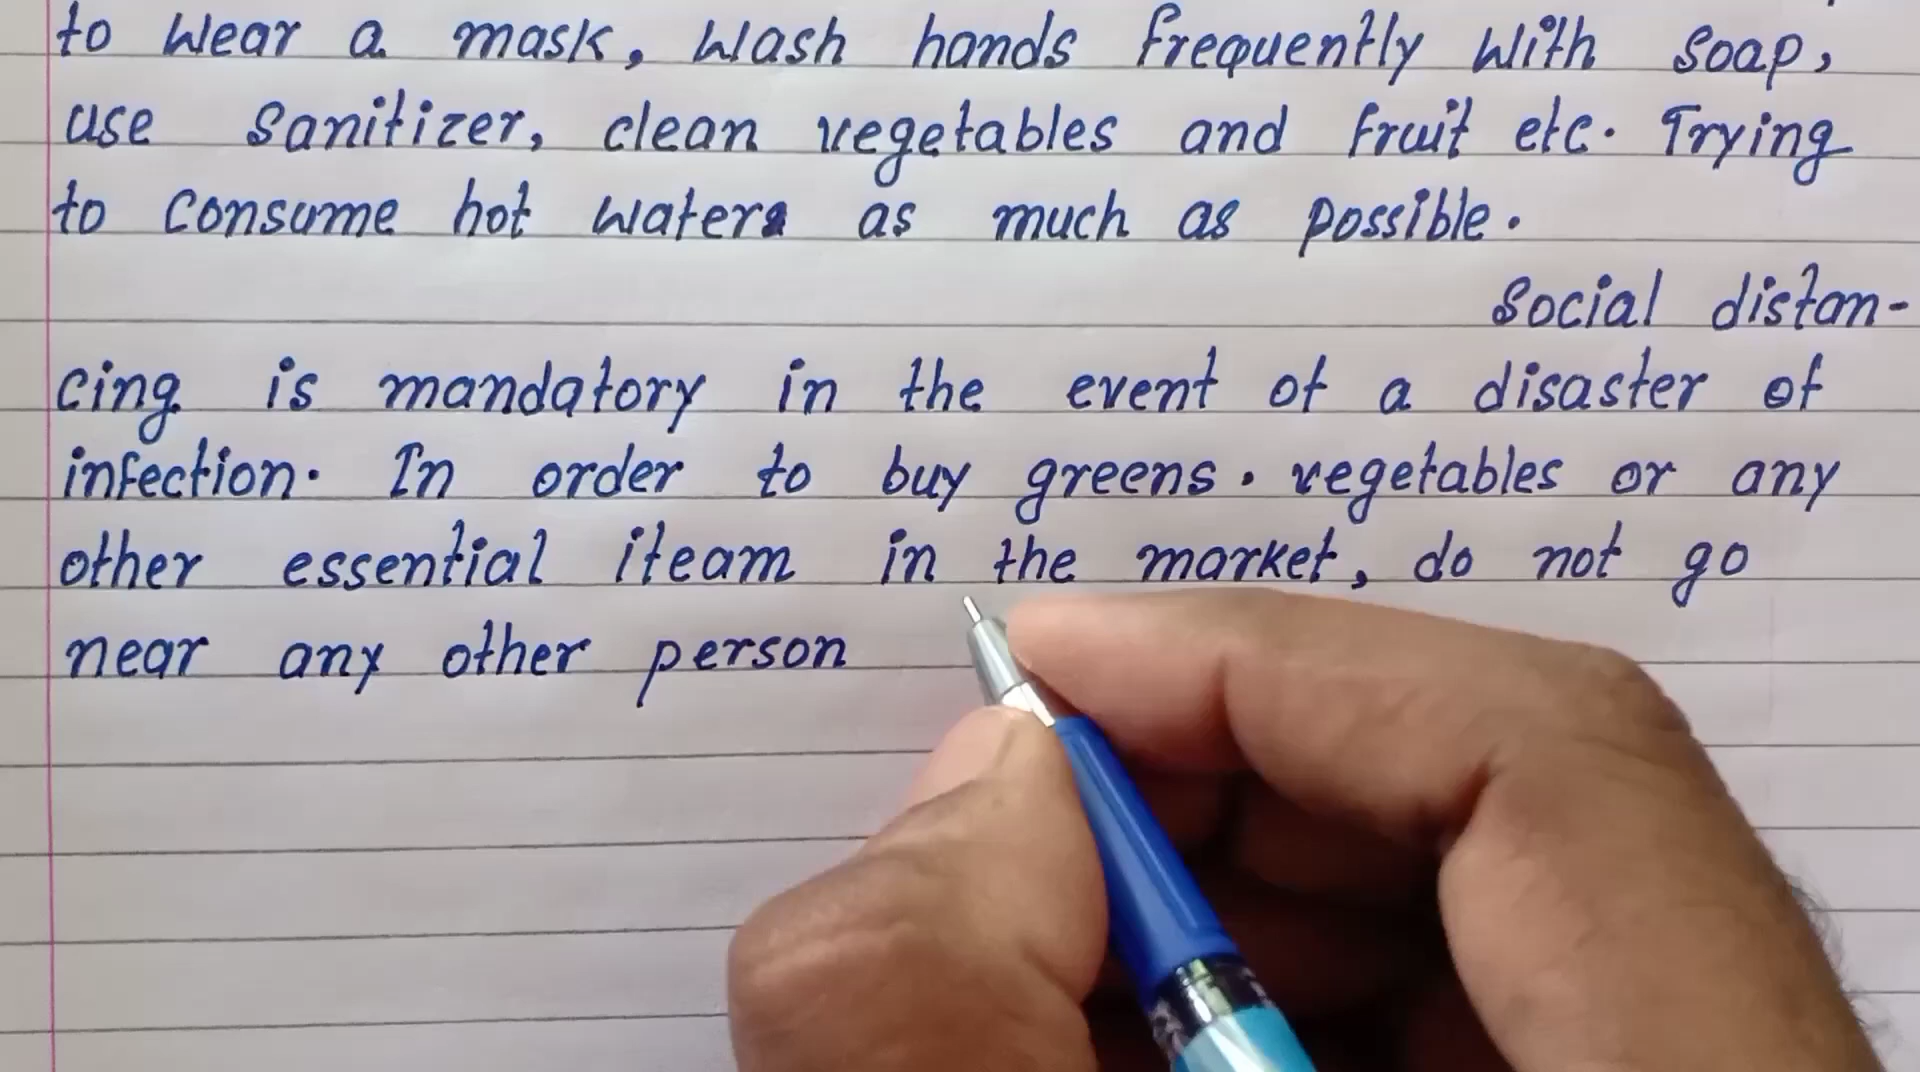 to wear a mask, wash hands frequently with soap,
use sanitizer, clean vegetables and fruit etc. Trying
to consume hot waters as much as possible.
Social distan-
cing is mandatory in the event of a disaster of
infection. In order to buy greens. vegetables or any
other essential iteam in the market, do not go
near any other person